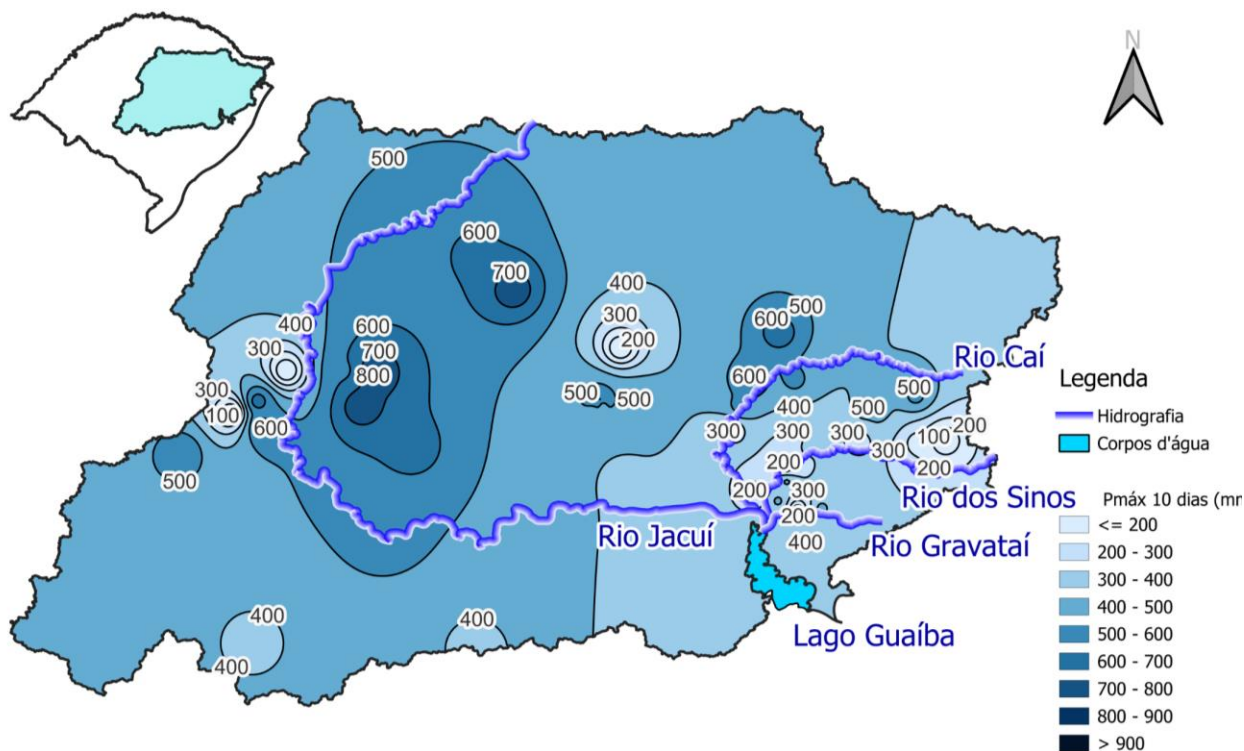 N
500
600
700
400
300
200
400
300
600
700
800
500
600
300
100
600
500
500
500
600
Rio Caí
500
400
500
300
300
300
200
100
300
200
200
200
300
200
400
Rio dos Sinos
Rio Jacuí
Rio Gravataí
Lago Guaíba
400
400
400
Legenda
Hidrografia
Corpos d'água
Pmáx 10 dias (mm
<= 200
200 - 300
300 - 400
400 - 500
500 - 600
600 - 700
700 - 800
800 - 900
> 900